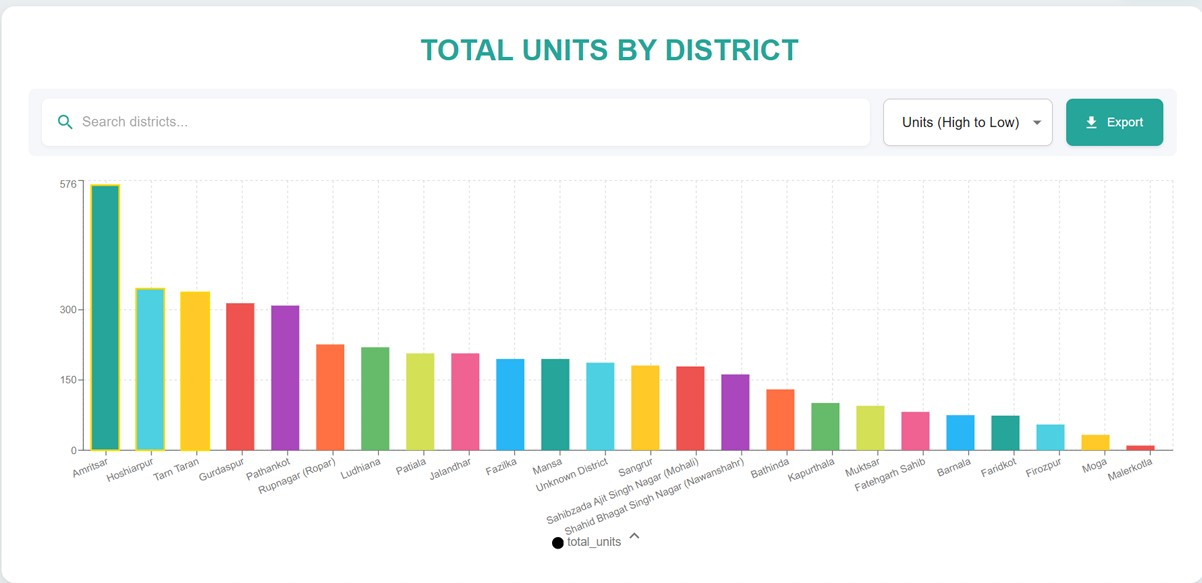 TOTAL UNITS BY DISTRICT
Search districts...
Units (High to Low)
Export
576
300
150
0
Amritsar
Hoshiarpur
Tarn Taran
Gurdaspur
Pathankot
Rupnagar (Ropar)
Ludhiana
Patiala
Jalandhar
Fazilka
Mansa
Unknown District
Sangrur
Sahibzada Ajit Singh Nagar (Mohali)
Shahid Bhagat Singh Nagar (Nawanshahr)
Bathinda
Kapurthala
Muktsar
Fatehgarh Sahib
Barnala
Faridkot
Firozpur
Moga
Malerkotla
total_units